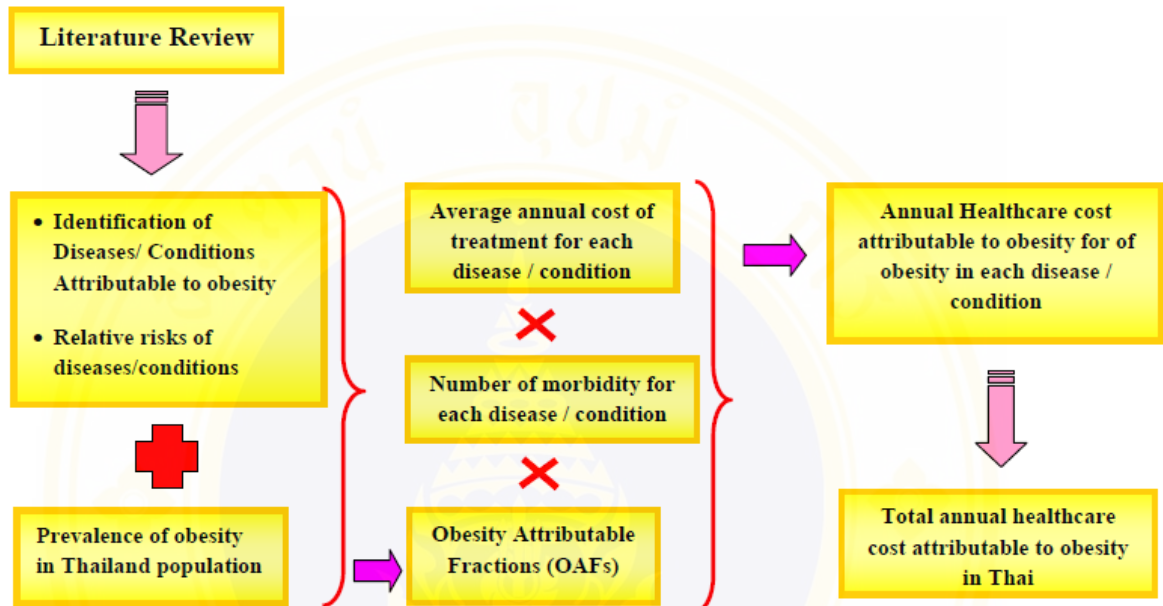 Literature Review
• Identification of
Diseases/ Conditions
Attributable to obesity
• Relative risks of
diseases/conditions
Prevalence of obesity
in Thailand population
Average annual cost of
treatment for each
disease / condition
Number of morbidity for
each disease / condition
Obesity Attributable
Fractions (OAFs)
Annual Healthcare cost
attributable to obesity for of
obesity in each disease /
condition
Total annual healthcare
cost attributable to obesity
in Thai